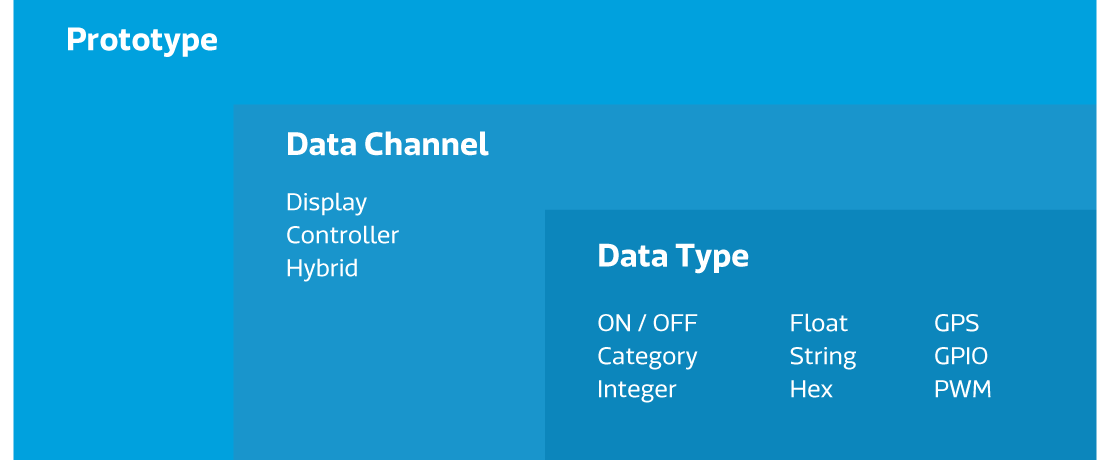 Prototype
Data Channel
Display
Controller
Hybrid
Data Type
ON / OFF Float GPS
Category String GPIO
Integer Hex PWM